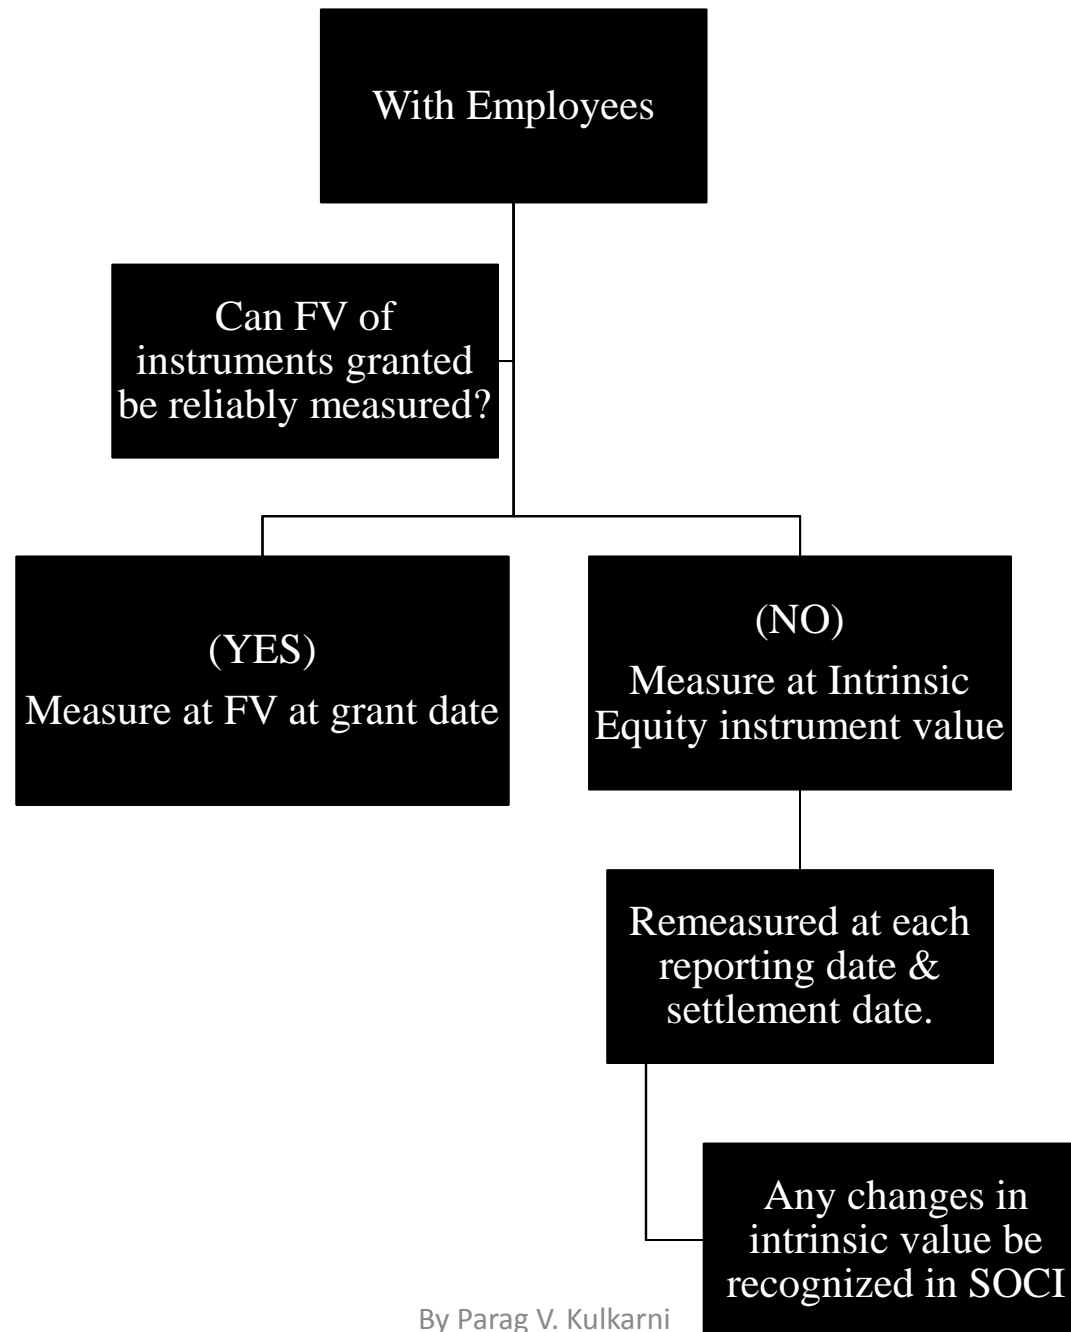 With Employees
Can FV of
instruments granted
be reliably measured?
(YES)
Measure at FV at grant date
(NO)
Measure at Intrinsic
Equity instrument value
Remeasured at each
reporting date &
settlement date.
Any changes in
intrinsic value be
recognized in SOCI
By Parag V. Kulkarni